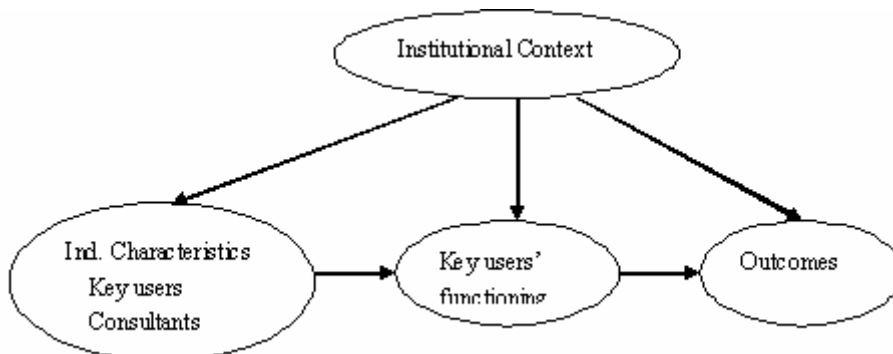 Institutional Context
Ind. Characteristics
Key users
Consultants
Key users’
functioning
Outcomes